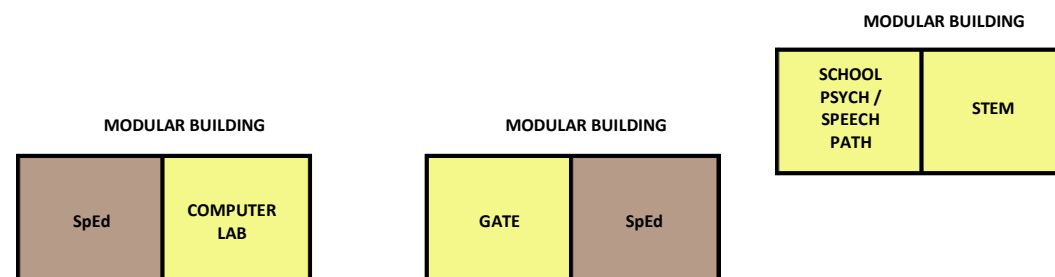 MODULAR BUILDING
SCHOOL
PSYCH /
SPEECH
PATH
STEM
MODULAR BUILDING
SpEd
COMPUTER
LAB
MODULAR BUILDING
GATE
SpEd